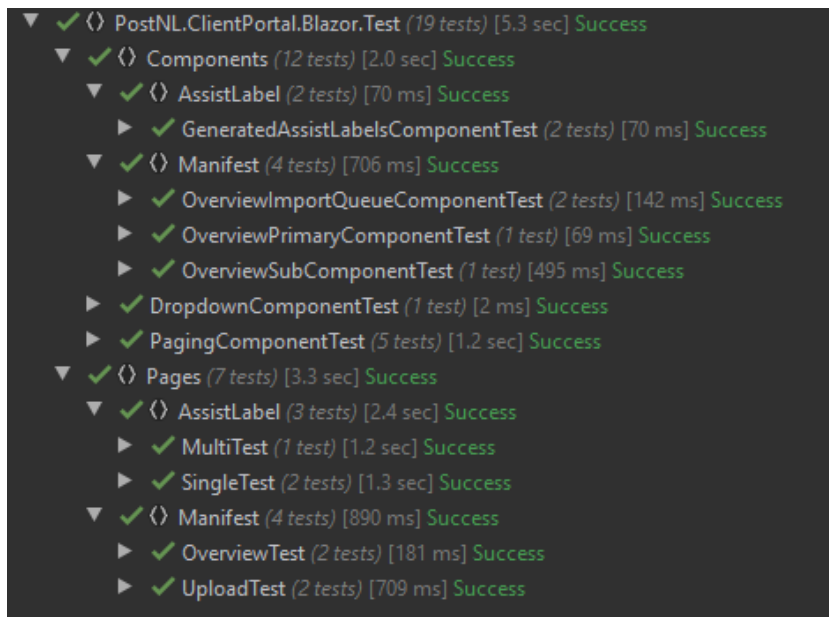 PostNL.ClientPortal.Blazor.Test (19 tests) [5.3 sec] Success
Components (12 tests) [2.0 sec] Success
AssistLabel (2 tests) [70 ms] Success
GeneratedAssistLabelsComponentTest (2 tests) [70 ms] Success
Manifest (4 tests) [706 ms] Success
OverviewImportQueueComponentTest (2 tests) [142 ms] Success
OverviewPrimaryComponentTest (1 test) [69 ms] Success
OverviewSubComponentTest (1 test) [495 ms] Success
DropdownComponentTest (1 test) [2 ms] Success
PagingComponentTest (5 tests) [1.2 sec] Success
Pages (7 tests) [3.3 sec] Success
AssistLabel (3 tests) [2.4 sec] Success
MultiTest (1 test) [1.2 sec] Success
SingleTest (2 tests) [1.3 sec] Success
Manifest (4 tests) [890 ms] Success
OverviewTest (2 tests) [181 ms] Success
UploadTest (2 tests) [709 ms] Success